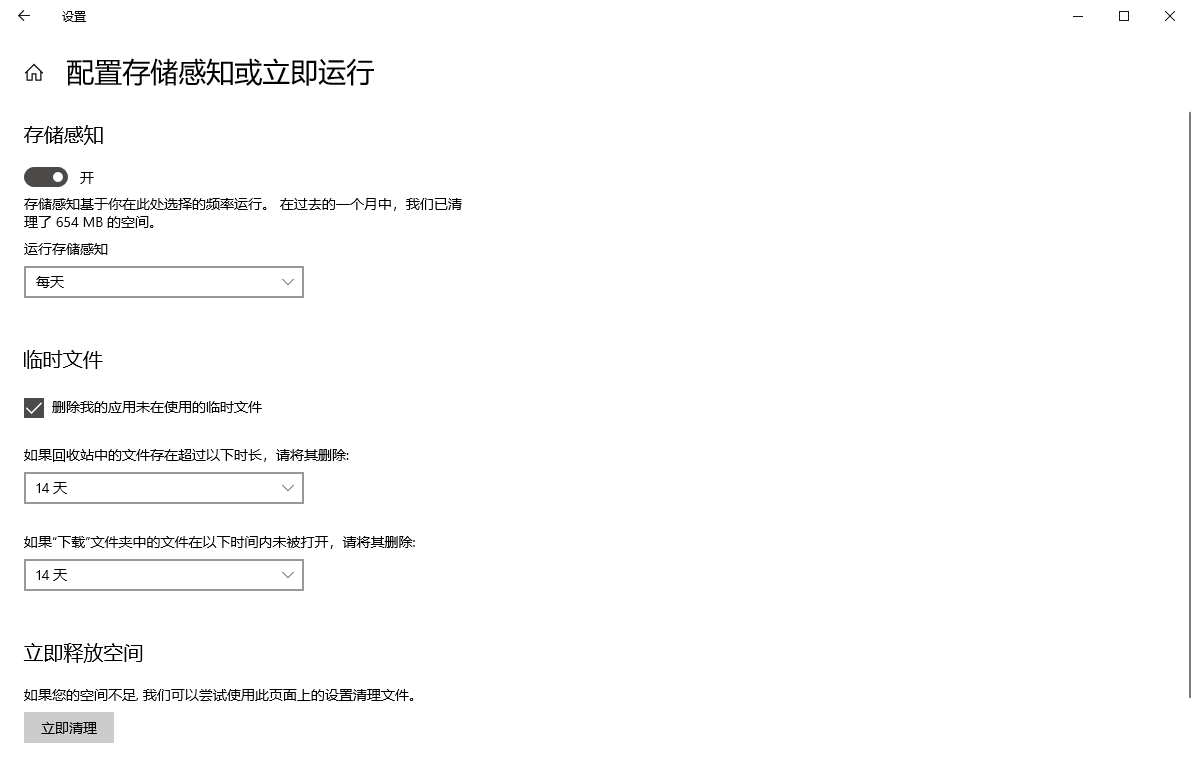 设置
配置存储感知或立即运行
存储感知
开
存储感知基于你在此处选择的频率运行。 在过去的一个月中，我们已清
理了 654 MB 的空间。
运行存储感知
每天
临时文件
删除我的应用未在使用的临时文件
如果回收站中的文件存在超过以下时长，请将其删除:
14 天
如果“下载”文件夹中的文件在以下时间内未被打开，请将其删除:
14 天
立即释放空间
如果您的空间不足, 我们可以尝试使用此页面上的设置清理文件。
立即清理